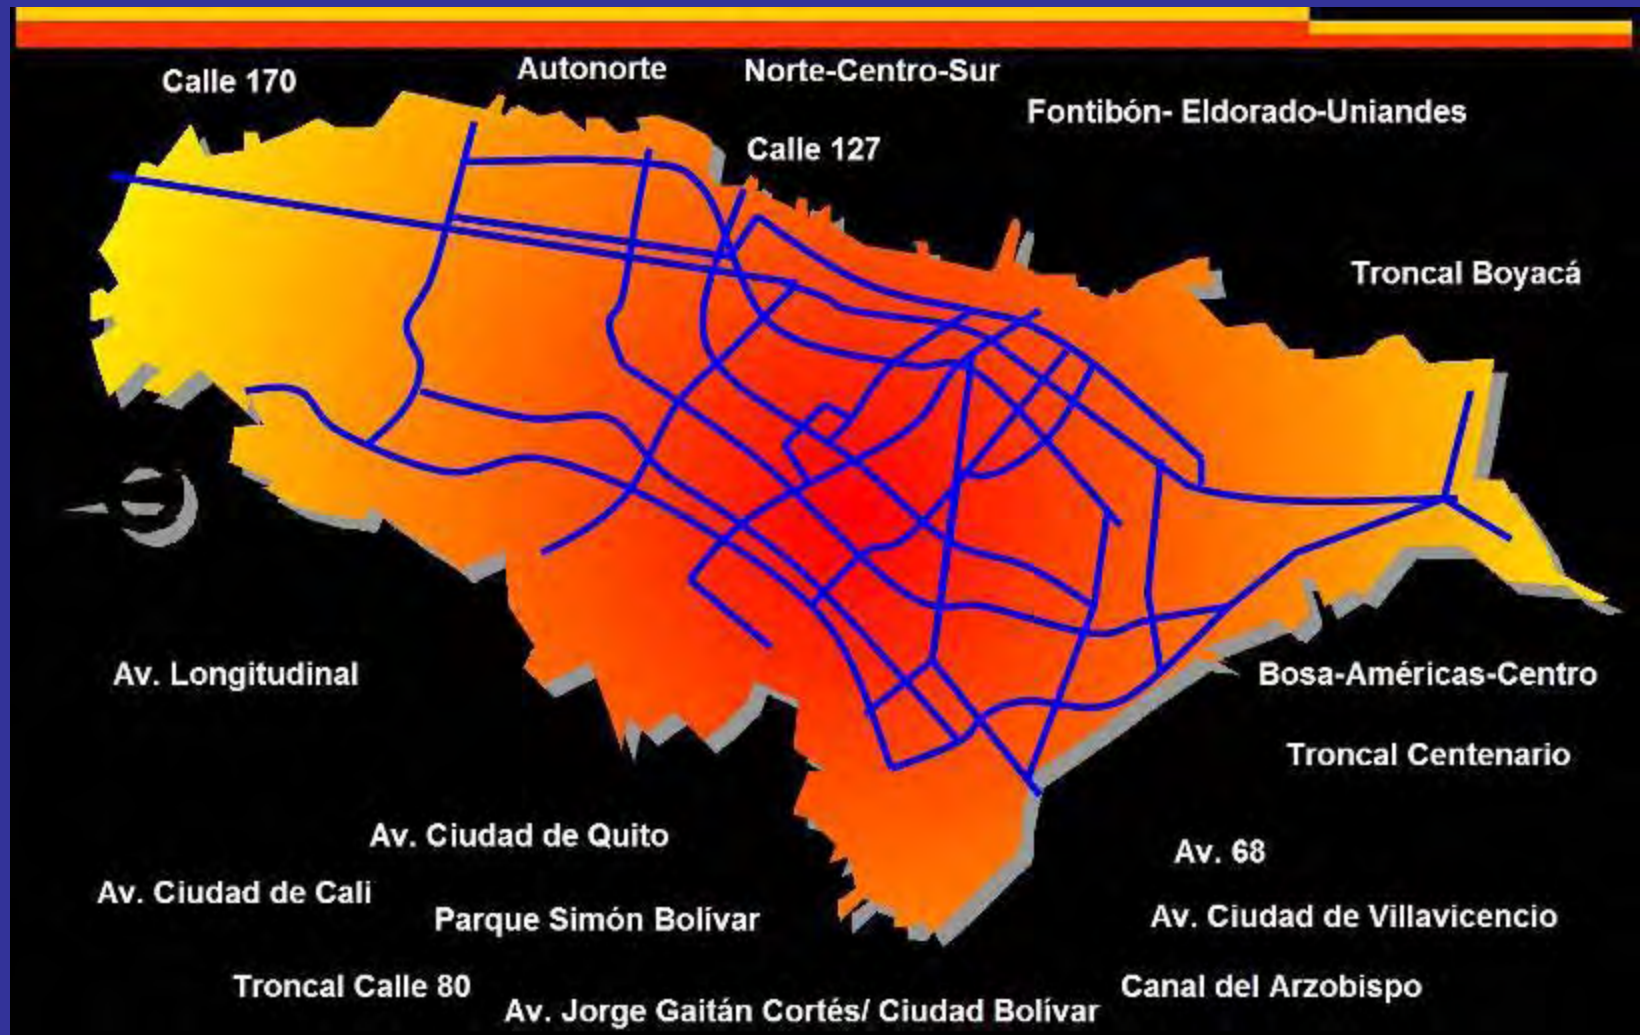 Calle 170
Autonorte
Norte-Centro-Sur
Fontibón- Eldorado-Uniandes
Calle 127
Troncal Boyacá
Av. Longitudinal
Bosa-Américas-Centro
Troncal Centenario
Av. Ciudad de Quito
Av. 68
Av. Ciudad de Cali
Parque Simón Bolívar
Av. Ciudad de Villavicencio
Troncal Calle 80
Canal del Arzobispo
Av. Jorge Gaitán Cortés/ Ciudad Bolívar